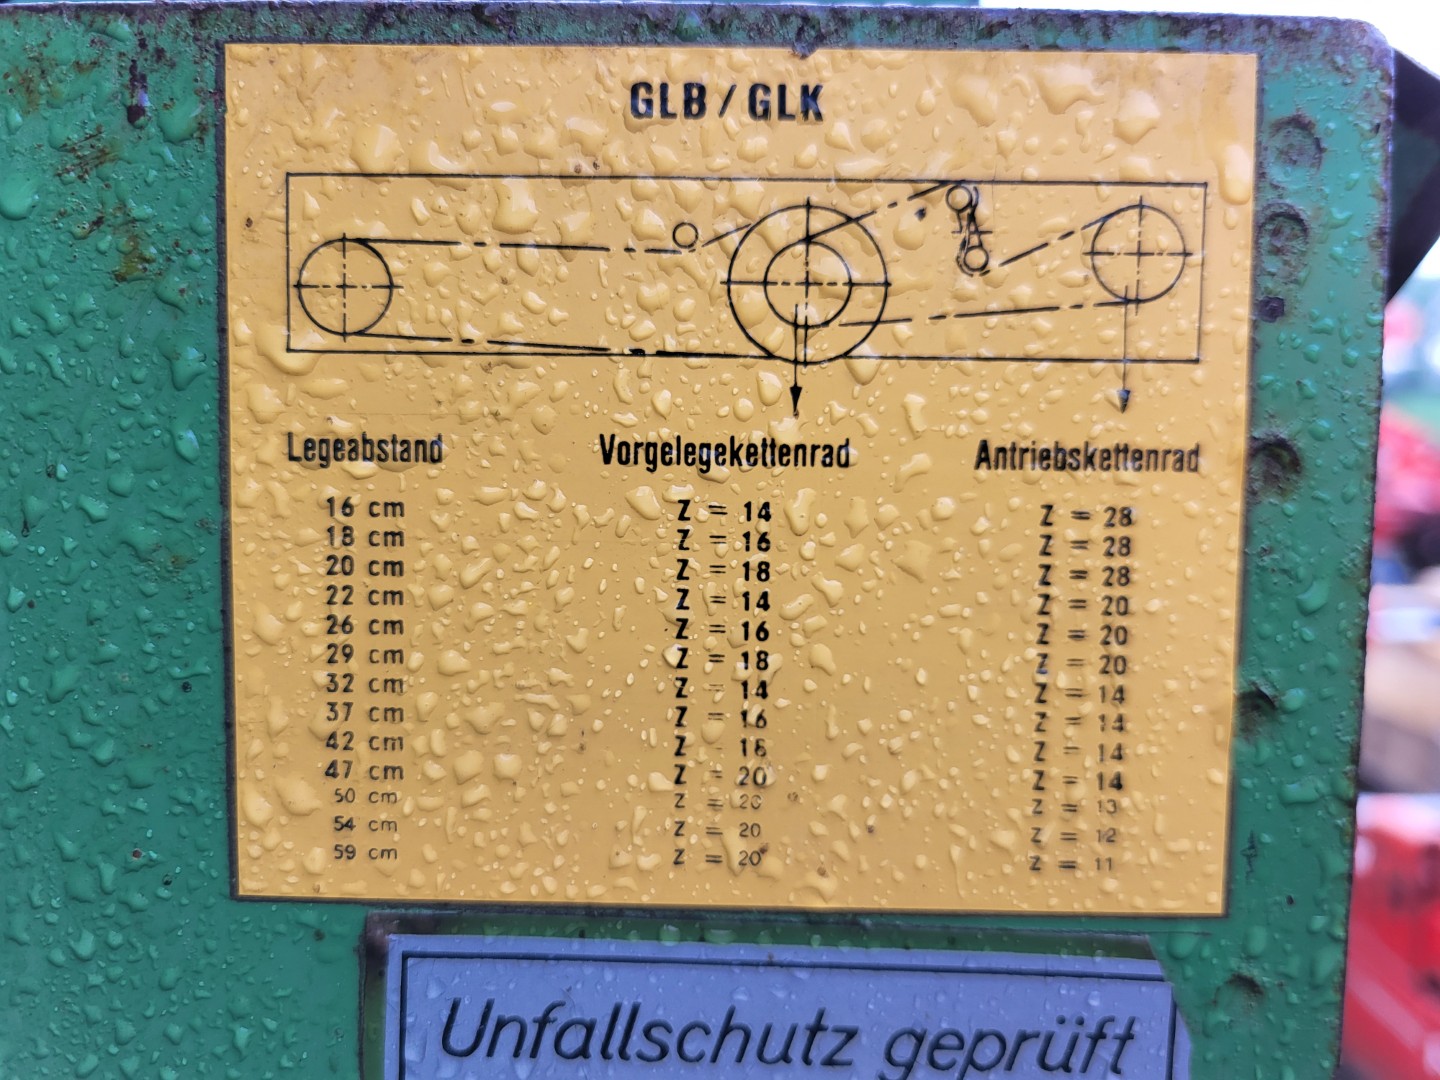 GLB / GLK
Legeabstand Vorgelegekettenrad Antriebskettenrad
16 cm Z = 14 Z = 28
18 cm Z = 16 Z = 28
20 cm Z = 18 Z = 28
22 cm Z = 14 Z = 20
26 cm Z = 16 Z = 20
29 cm Z = 18 Z = 20
32 cm Z = 14 Z = 14
37 cm Z = 16 Z = 14
42 cm Z = 18 Z = 14
47 cm Z = 20 Z = 14
50 cm Z = 20 Z = 13
54 cm Z = 20 Z = 12
59 cm Z = 20 Z = 11
Unfallschutz geprüft